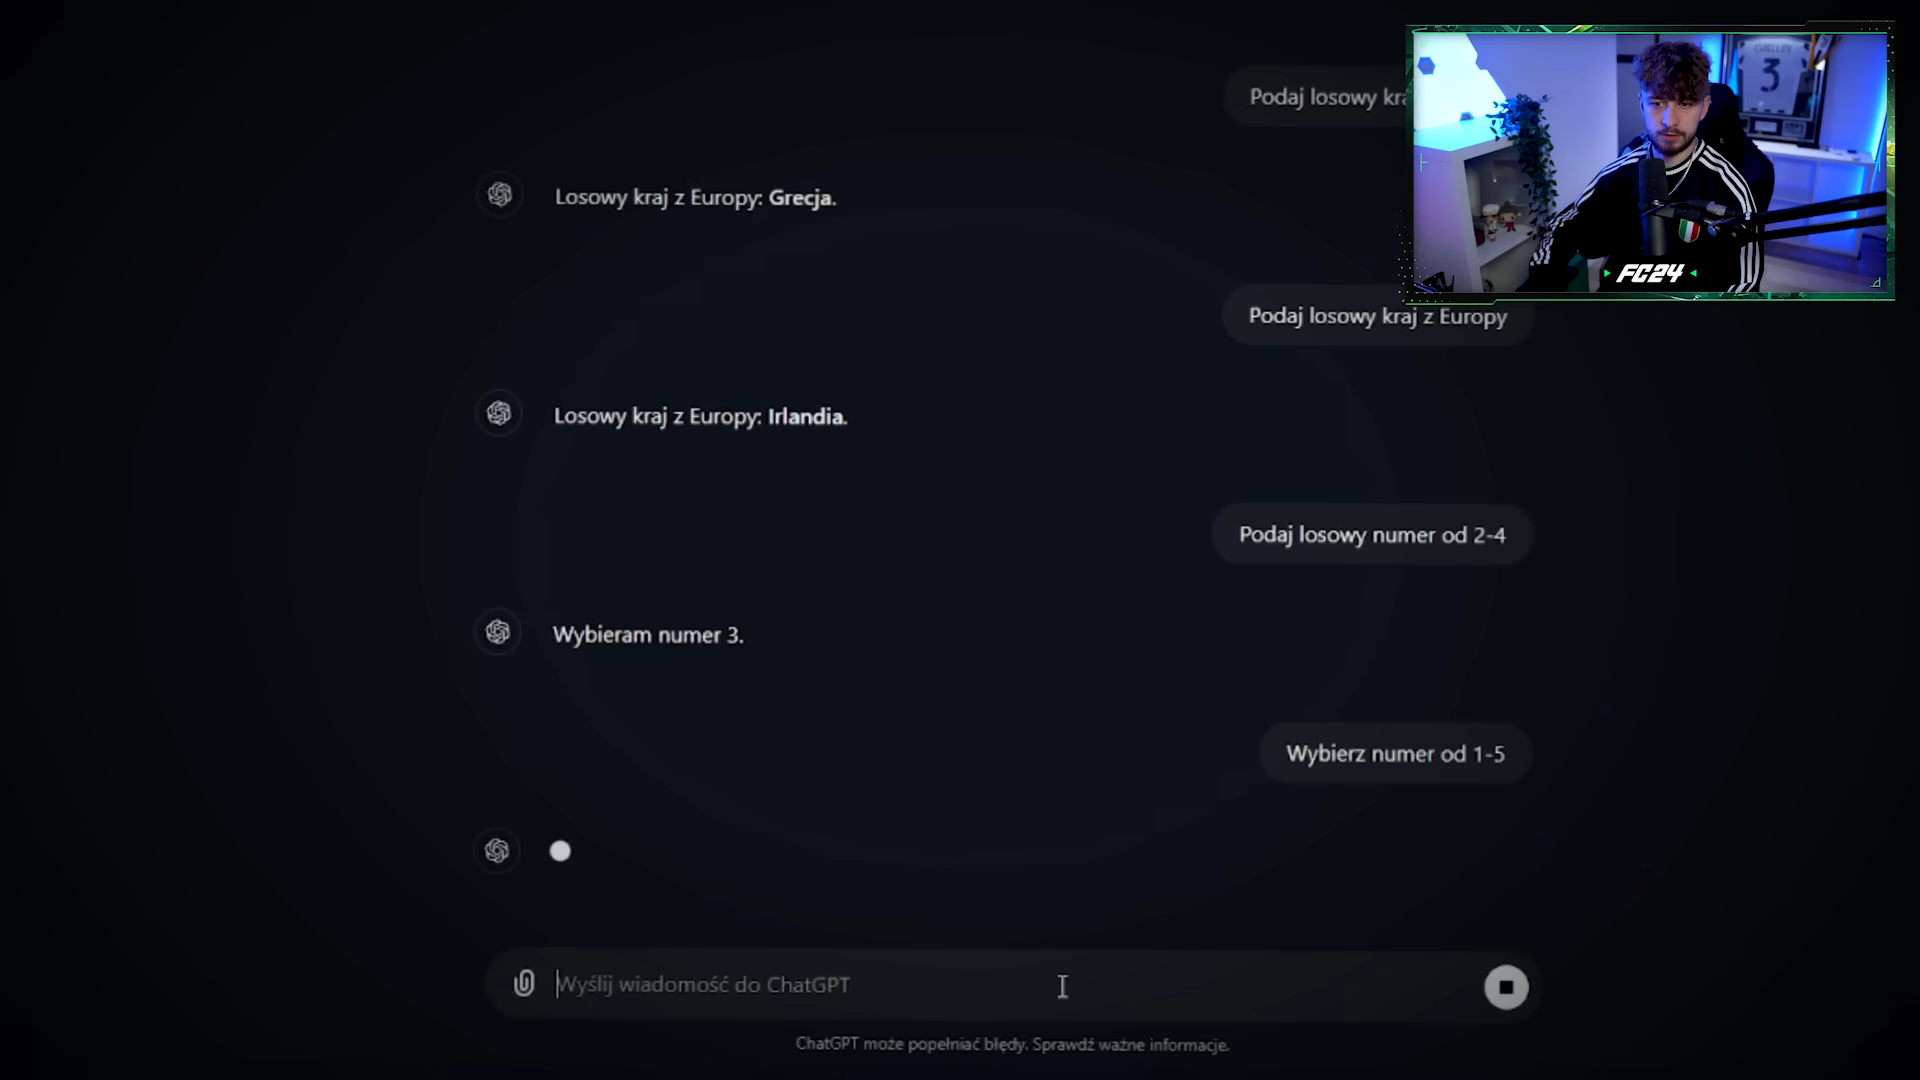 Podaj losowy
Losowy kraj z Europy: Grecja.
Podaj losowy kraj z Europy
Losowy kraj z Europy: Irlandia.
Podaj losowy numer od 2-4
Wybieram numer 3.
Wybierz numer od 1-5
Wyślij wiadomość do ChatGPT
ChatGPT może popełniać błędy. Sprawdź ważne informacje.
3
FC24